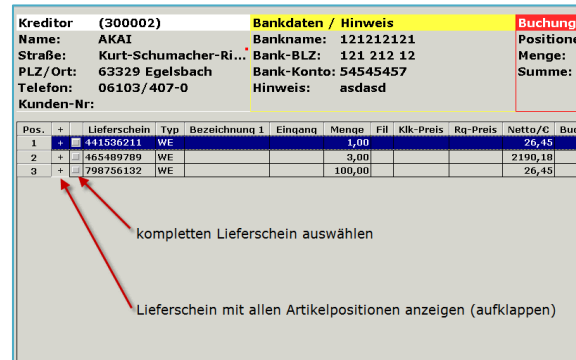 Kreditor (300002)
Name: AKAI
Straße: Kurt-Schumacher-Ri...
PLZ/Ort: 63329 Egelsbach
Telefon: 06103/407-0
Kunden-Nr:
Bankdaten / Hinweis
Bankname: 121212121
Bank-BLZ: 121 212 12
Bank-Konto: 54545457
Hinweis: asdasd
Buchung
Positione
Menge:
Summe:
Pos. + Lieferschein Typ Bezeichnung 1 Eingang Menge Fil Klk-Preis Rg-Preis Netto/€ Buc
1 + 441536211 WE 1,00 26,45
2 + 465489789 WE 3,00 2190,18
3 + 798756132 WE 100,00 26,45
kompletten Lieferschein auswählen
Lieferschein mit allen Artikelpositionen anzeigen (aufklappen)